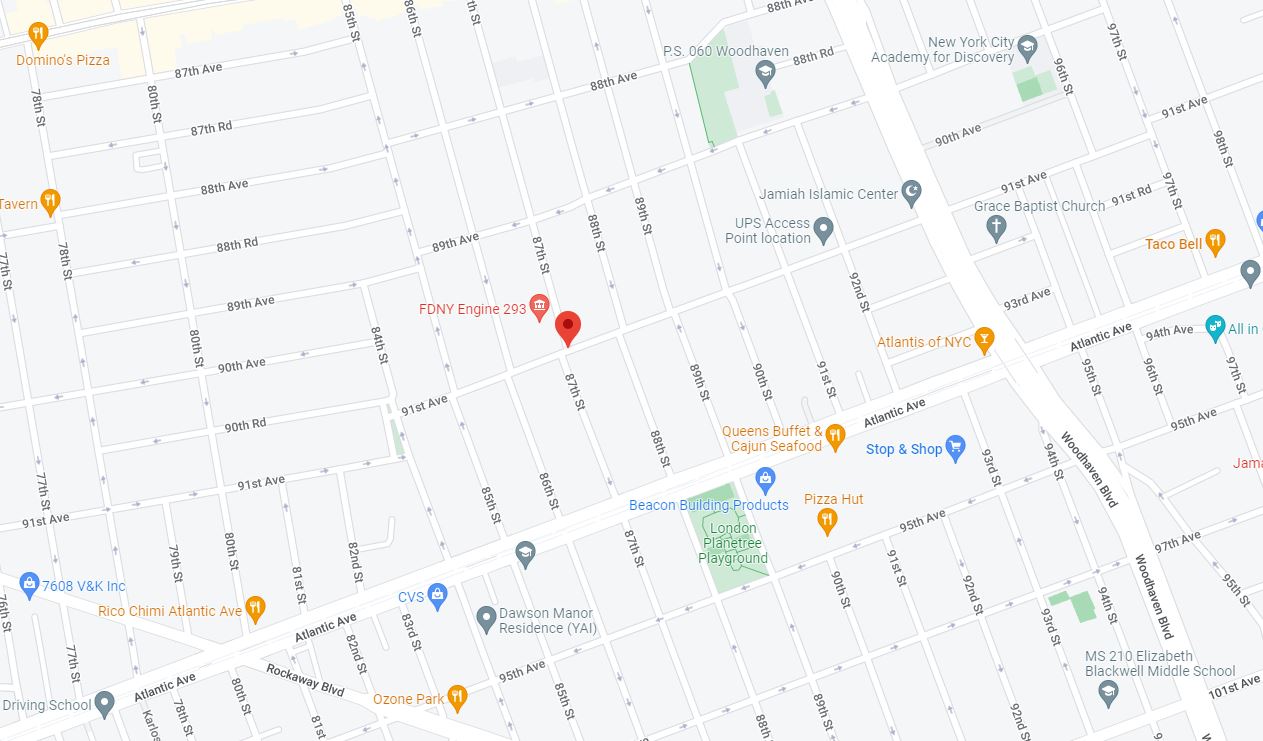 88th Ave
85th St
86th St
th St
97th St
Domino's Pizza
P.S. 060 Woodhaven
New York City
Academy for Discovery
87th Ave
88th Ave
88th Rd
96th St
78th St
80th St
91st Ave
87th Rd
90th Ave
98th St
88th Ave
91st Ave
97th St
91st Rd
Tavern
Jamiah Islamic Center
Grace Baptist Church
89th St
88th St
UPS Access
Point location
88th Rd
89th Ave
87th St
Taco Bell
77th St
78th St
89th Ave
FDNY Engine 293
92nd St
93rd Ave
84th St
80th St
Atlantis of NYC
Atlantic Ave
94th Ave
All in
90th Ave
87th St
89th St
90th St
91st St
95th St
96th St
97th St
91st Ave
Atlantic Ave
90th Rd
88th St
Queens Buffet &
Cajun Seafood
Stop & Shop
95th Ave
94th St
93rd St
Woodhaven Blvd
Jama
91st Ave
77th St
86th St
85th St
Beacon Building Products
Pizza Hut
91st Ave
95th Ave
London
Planetree
Playground
87th St
97th Ave
79th St
80th St
82nd St
81st St
91st St
90th St
92nd St
94th St
93rd St
95th St
Woodhaven Blvd
7608 V&K Inc
76th St
CVS
Rico Chimi Atlantic Ave
Dawson Manor
Residence (YAI)
Atlantic Ave
83rd St
82nd St
77th St
95th Ave
MS 210 Elizabeth
Blackwell Middle School
Rockaway Blvd
Atlantic Ave
101st Ave
Driving School
Ozone Park
80th St
78th St
Karlos
81st
85th St
88th St
89th St
92nd St
W